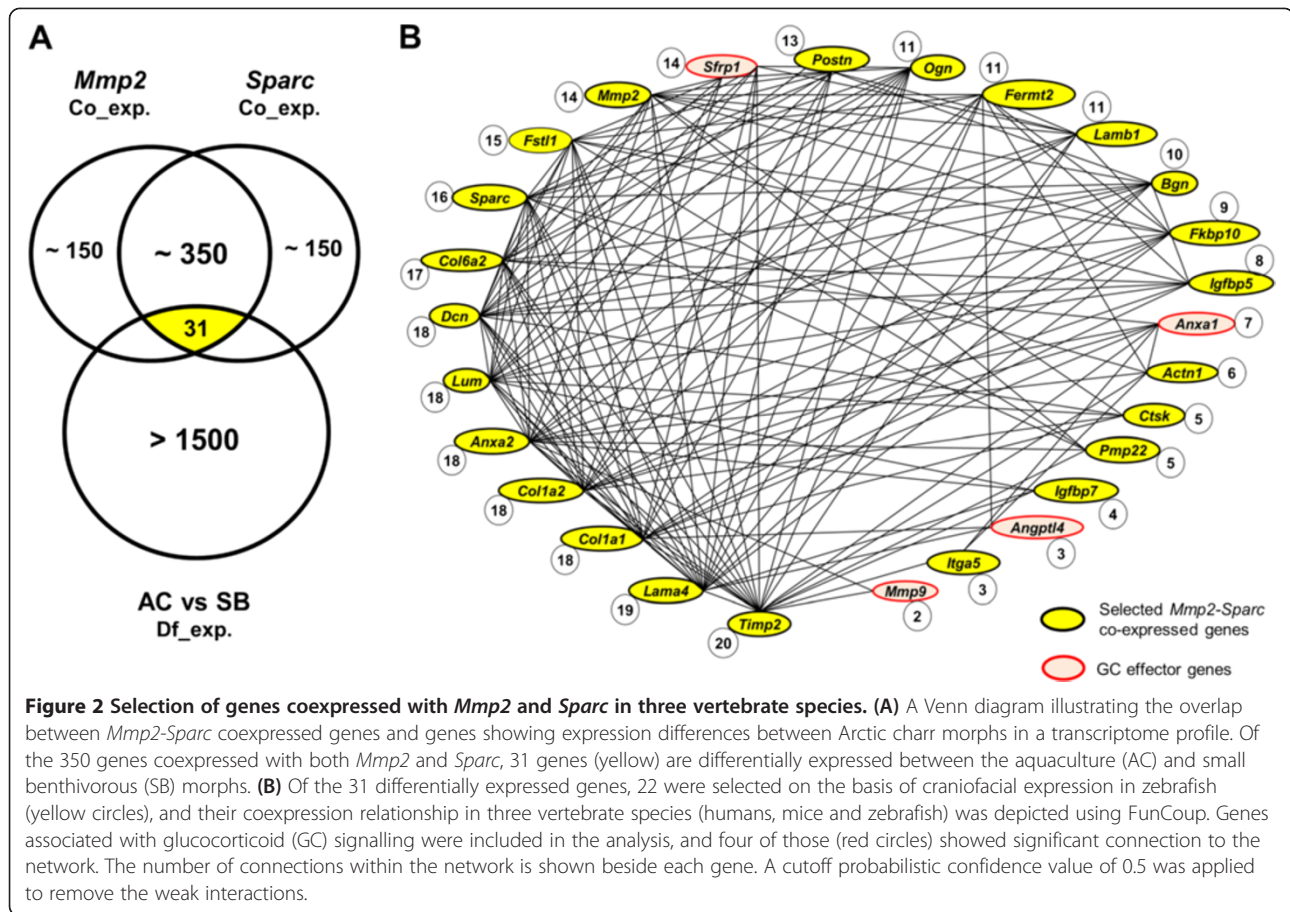 A
Mmp2
Co_exp.
Sparc
Co_exp.
~ 150
~ 350
~ 150
31
> 1500
AC vs SB
Df_exp.
B
14
Sfrp1
13
Postn
11
Ogn
11
Fermt2
11
Lamb1
10
Bgn
9
Fkbp10
8
Igfbp5
Anxa1
7
Actn1
6
Ctsk
5
Pmp22
5
Igfbp7
4
Angptl4
3
Itga5
3
Mmp9
2
Timp2
20
Lama4
19
Col1a1
18
Col1a2
18
Anxa2
18
Lum
18
Dcn
18
Col6a2
17
Sparc
16
Fstl1
15
Mmp2
14
Selected Mmp2-Sparc
co-expressed genes
GC effector genes
Figure 2 Selection of genes coexpressed with Mmp2 and Sparc in three vertebrate species. (A) A Venn diagram illustrating the overlap
between Mmp2-Sparc coexpressed genes and genes showing expression differences between Arctic charr morphs in a transcriptome profile. Of
the 350 genes coexpressed with both Mmp2 and Sparc, 31 genes (yellow) are differentially expressed between the aquaculture (AC) and small
benthivorous (SB) morphs. (B) Of the 31 differentially expressed genes, 22 were selected on the basis of craniofacial expression in zebrafish
(yellow circles), and their coexpression relationship in three vertebrate species (humans, mice and zebrafish) was depicted using FunCoup. Genes
associated with glucocorticoid (GC) signalling were included in the analysis, and four of those (red circles) showed significant connection to the
network. The number of connections within the network is shown beside each gene. A cutoff probabilistic confidence value of 0.5 was applied
to remove the weak interactions.